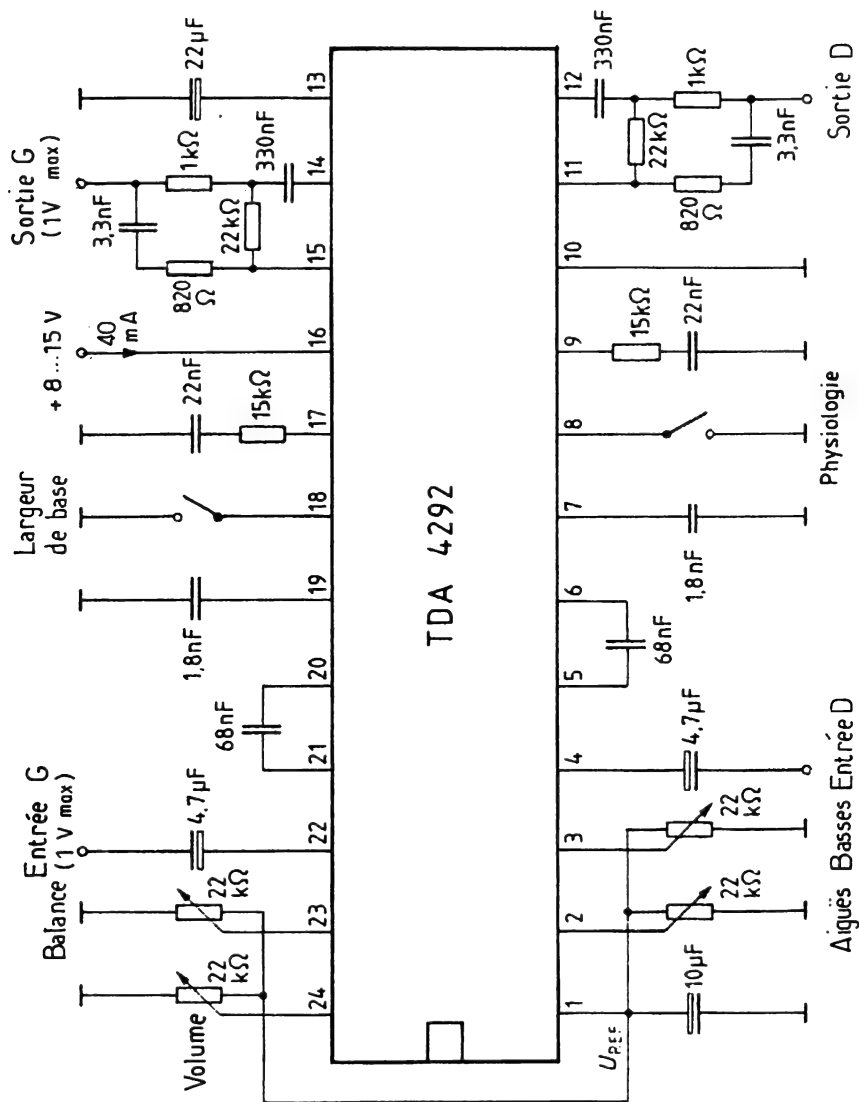 Volume
Balance
Entrée G
(1 V max)
Largeur
de base
+ 8...15 V
40
mA
Sortie G
(1V max)
22
kΩ
22
kΩ
4,7µF
68nF
1,8nF
22nF
15kΩ
820
Ω
3,3nF
22kΩ
1kΩ
330nF
22µF
24
23
22
21
20
19
18
17
16
15
14
13
TDA 4292
1
2
3
4
5
6
7
8
9
10
11
12
UREF
10µF
22
kΩ
22
kΩ
4,7µF
68nF
1,8nF
15kΩ
22nF
820
Ω
22kΩ
3,3nF
1kΩ
330nF
Aiguës
Basses
Entrée D
Physiologie
Sortie D